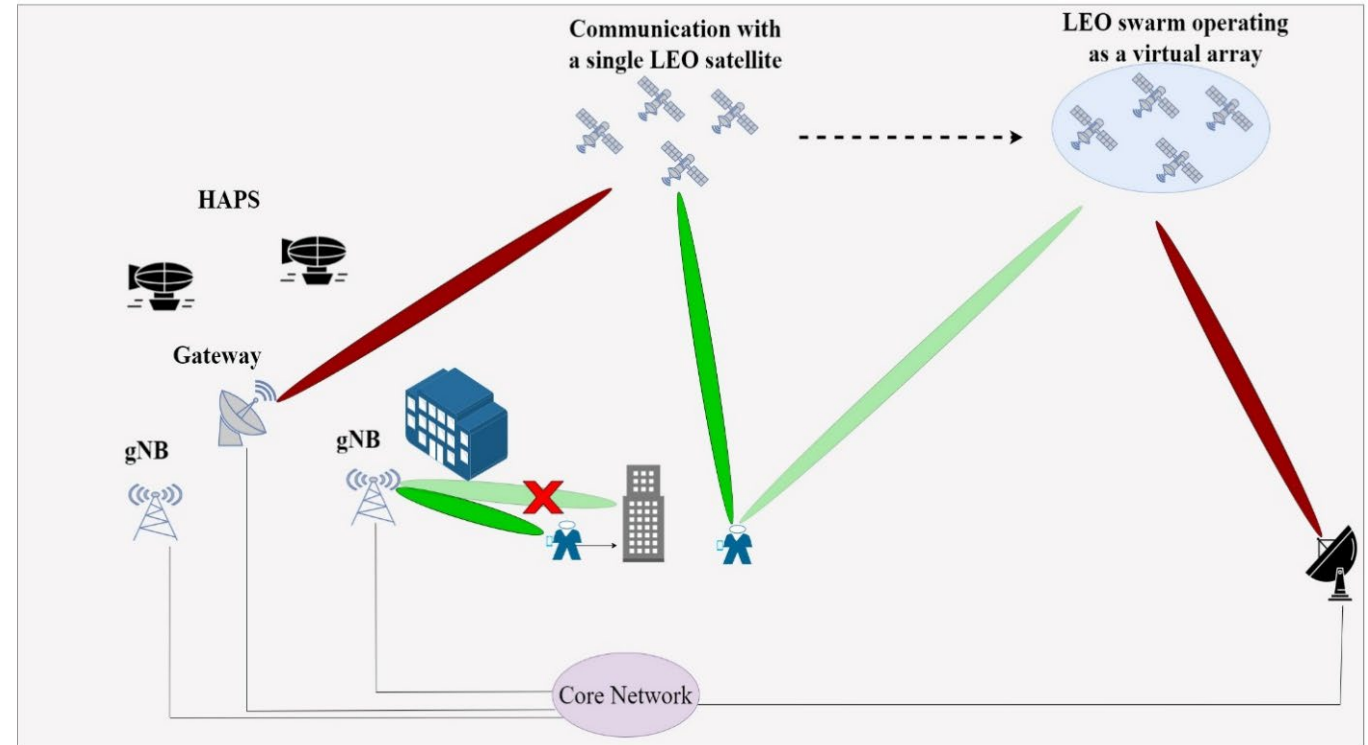 Communication with
a single LEO satellite
LEO swarm operating
as a virtual array
HAPS
Gateway
gNB
gNB
Core Network